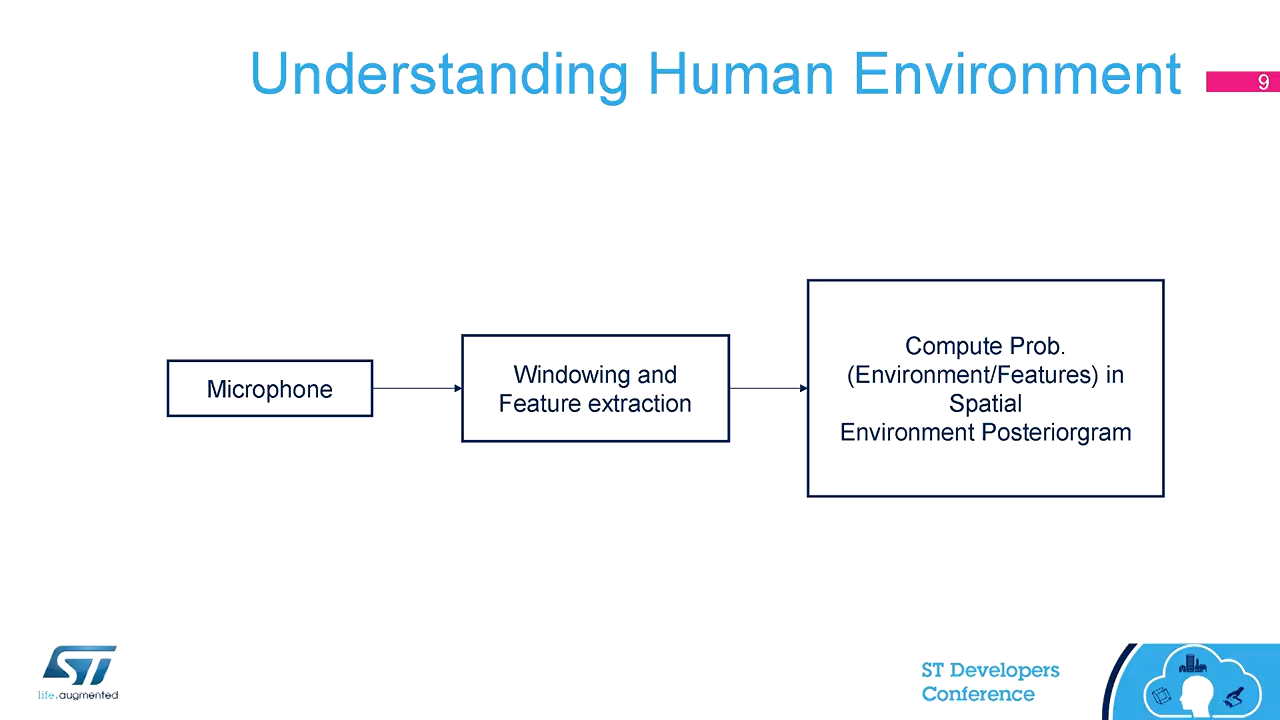 Understanding Human Environment
9
Microphone
Windowing and
Feature extraction
Compute Prob.
(Environment/Features) in
Spatial
Environment Posteriorgram
ST
life.augmented
ST Developers
Conference